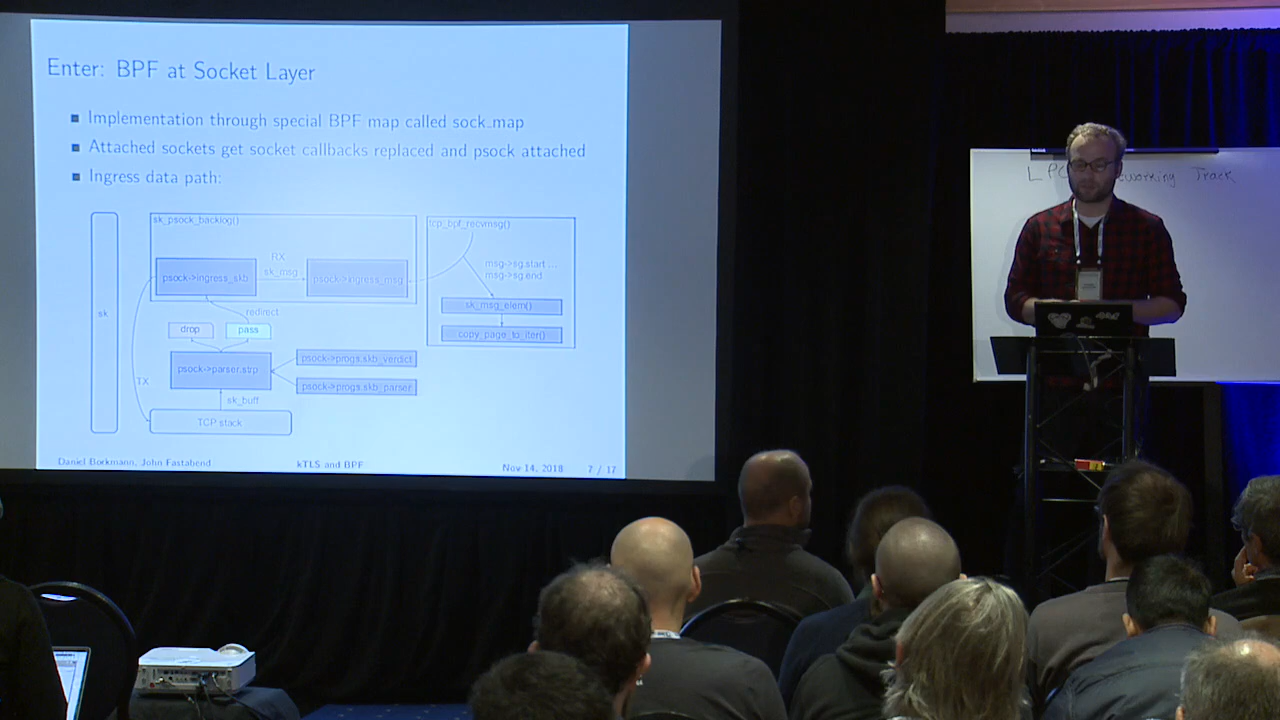 Enter: BPF at Socket Layer
Implementation through special BPF map called sock_map
Attached sockets get socket callbacks replaced and psock attached
Ingress data path:
sk_psock_backlog()
tcp_bpf_recvmsg()
RX
sk_msg
psock->ingress_skb
psock->ingress_msg
msg->sg.start ...
msg->sg.end
sk_msg_elem()
copy_page_to_iter()
sk
redirect
drop
pass
psock->parser.strp
psock->progs.skb_verdict
psock->progs.skb_parser
TX
sk_buff
TCP stack
Daniel Borkmann, John Fastabend
kTLS and BPF
Nov 14, 2018
7 / 17
Track